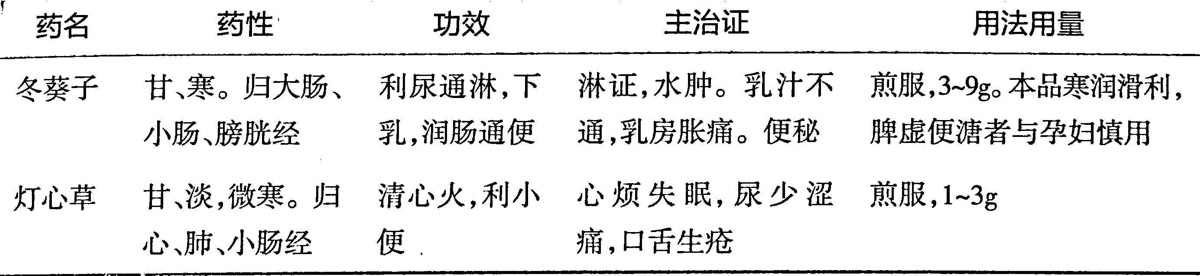 药名 药性 功效 主治证 用法用量
冬葵子 甘、寒。归大肠、 利尿通淋,下 淋证,水肿。乳汁不 煎服,3~9g。本品寒润滑利,
小肠、膀胱经 乳,润肠通便 通,乳房胀痛。便秘 脾虚便溏者与孕妇慎用
灯心草 甘、淡,微寒。归 清心火,利小 心烦失眠,尿少涩 煎服,1~3g
心、肺、小肠经 便 痛,口舌生疮